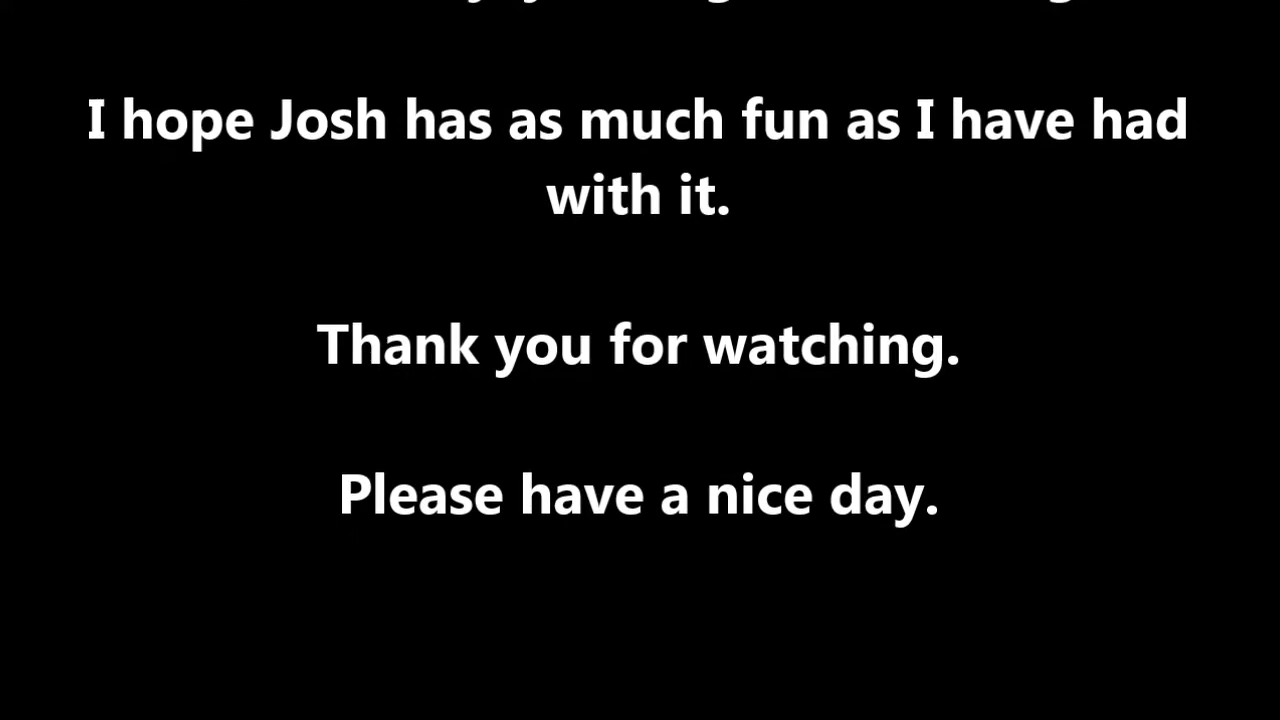 I hope Josh has as much fun as I have had
with it.
Thank you for watching.
Please have a nice day.